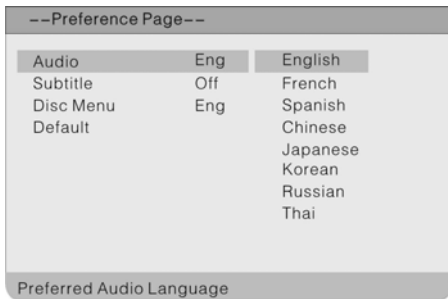 --Preference Page--
Audio Eng English
Subtitle Off French
Disc Menu Eng Spanish
Default Chinese
Japanese
Korean
Russian
Thai
Preferred Audio Language